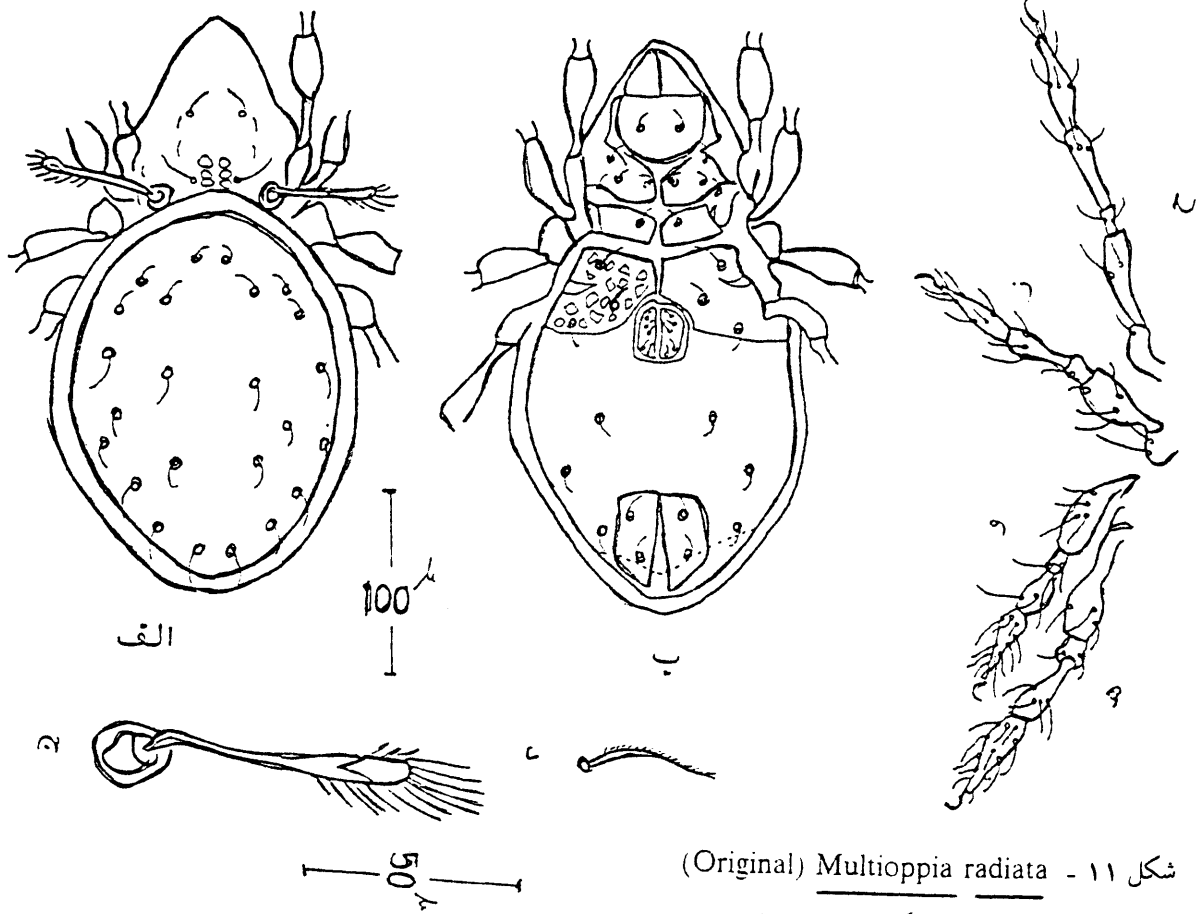 ح
ز
و
ه
100 μ
الف
ب
ج
د
50 μ
شکل ۱۱ - Multioppia radiata (Original)